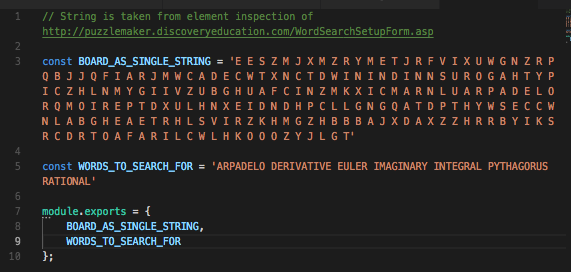 1 // String is taken from element inspection of
http://puzzlemaker.discoveryeducation.com/WordSearchSetupForm.asp
2
3 const BOARD_AS_SINGLE_STRING = 'E E S Z M J X M Z R Y M E T J R F V I X U W G N Z R P
Q B J J Q F I A R J M W C A D E C W T X N C T D W I N I N D I N N S U R O G A H T Y P
I C Z H L N M Y G I I V Z U B G H U A F C I N Z M K X I C M A R N L U A R P A D E L O
R Q M O I R E P T D X U L H N X E I D N D H P C L L G N G Q A T D P T H Y W S E C C W
N L A B G H E A E T R H L S V I R Z K H M G Z H B B B A J X D A X Z Z H R R B Y I K S
R C D R T O A F A R I L C W L H K O O O Z Y J L G T'
4
5 const WORDS_TO_SEARCH_FOR = 'ARPADELO DERIVATIVE EULER IMAGINARY INTEGRAL PYTHAGORUS
RATIONAL'
6
7 module.exports = {
8 BOARD_AS_SINGLE_STRING,
9 WORDS_TO_SEARCH_FOR
10 };